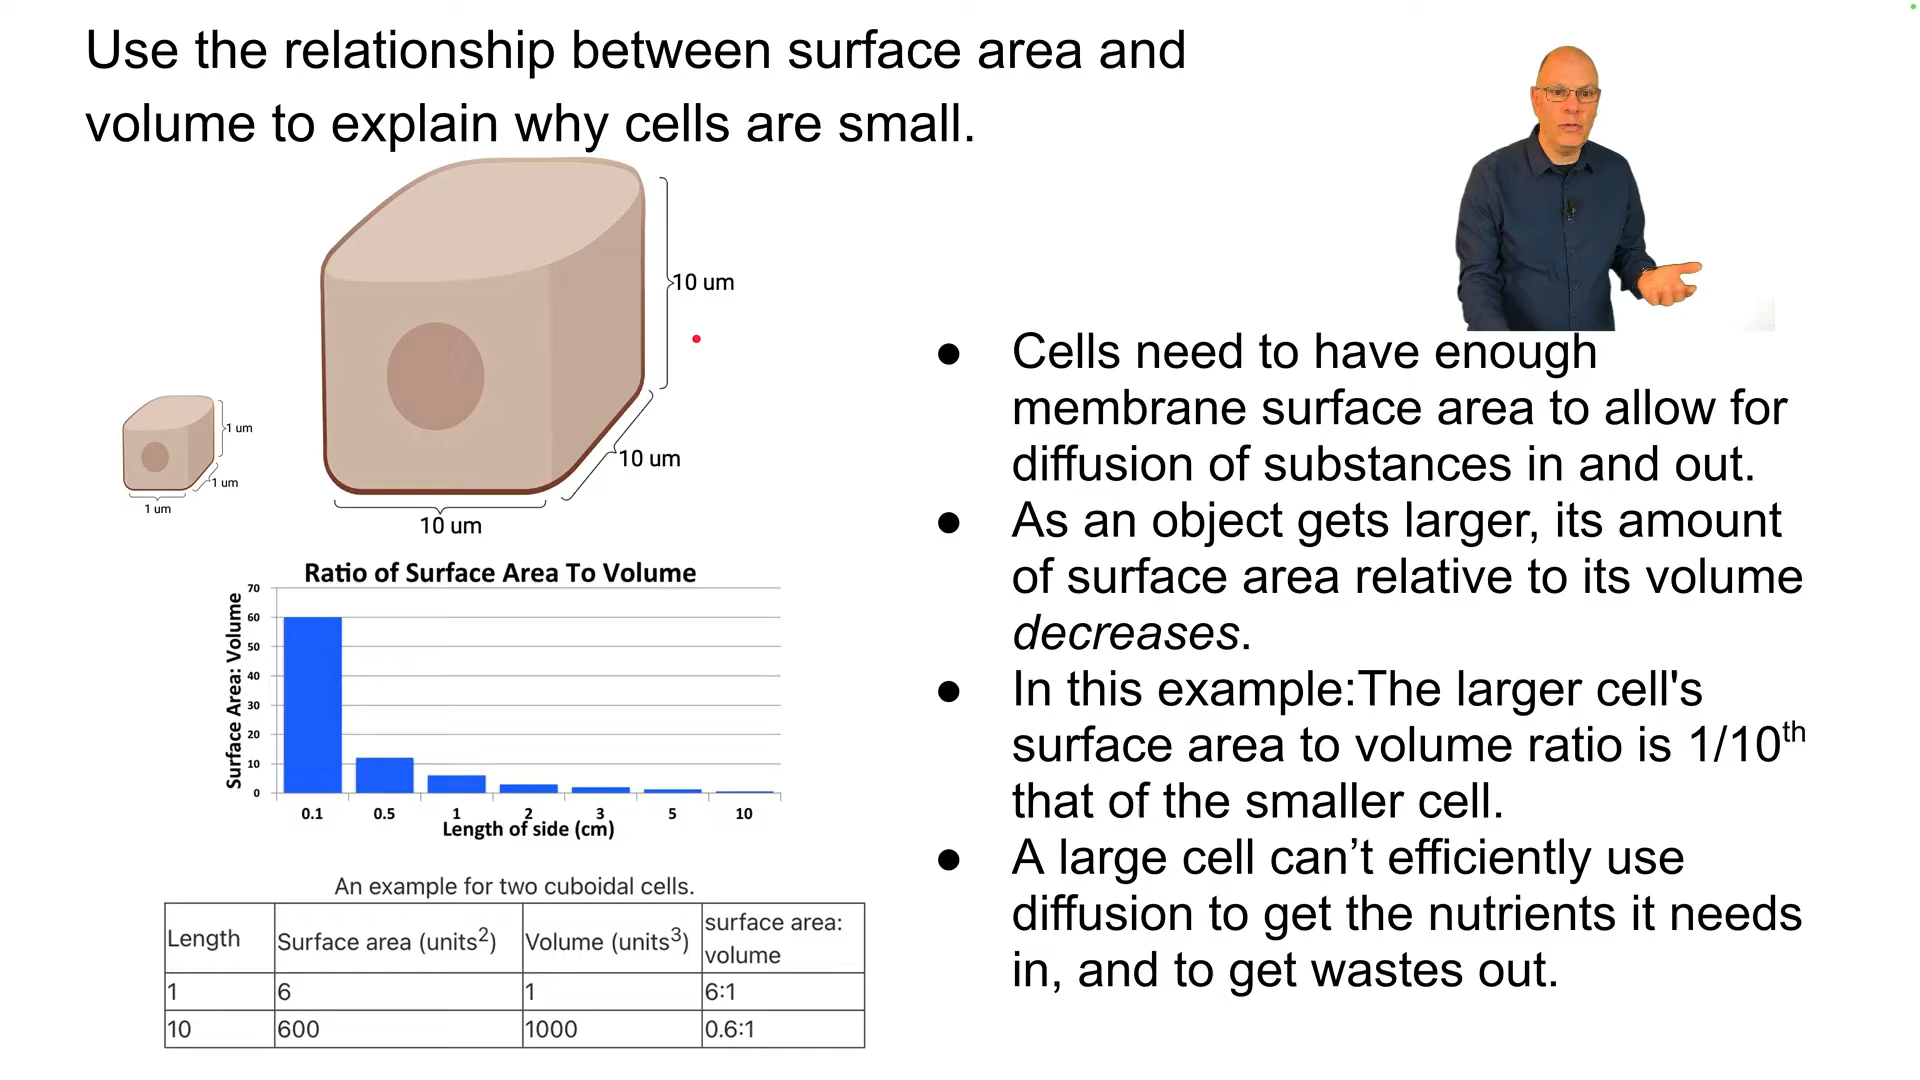 Use the relationship between surface area and
volume to explain why cells are small.
10 um
10 um
10 um
1 um
1 um
1 um
Ratio of Surface Area To Volume
Surface Area: Volume
70
60
50
40
30
20
10
0
0.1 0.5 1 2 3 5 10
Length of side (cm)
An example for two cuboidal cells.
Length Surface area (units²) Volume (units³) surface area: volume
1 6 1 6:1
10 600 1000 0.6:1
● Cells need to have enough
membrane surface area to allow for
diffusion of substances in and out.
● As an object gets larger, its amount
of surface area relative to its volume
decreases.
● In this example:The larger cell's
surface area to volume ratio is 1/10th
that of the smaller cell.
● A large cell can’t efficiently use
diffusion to get the nutrients it needs
in, and to get wastes out.